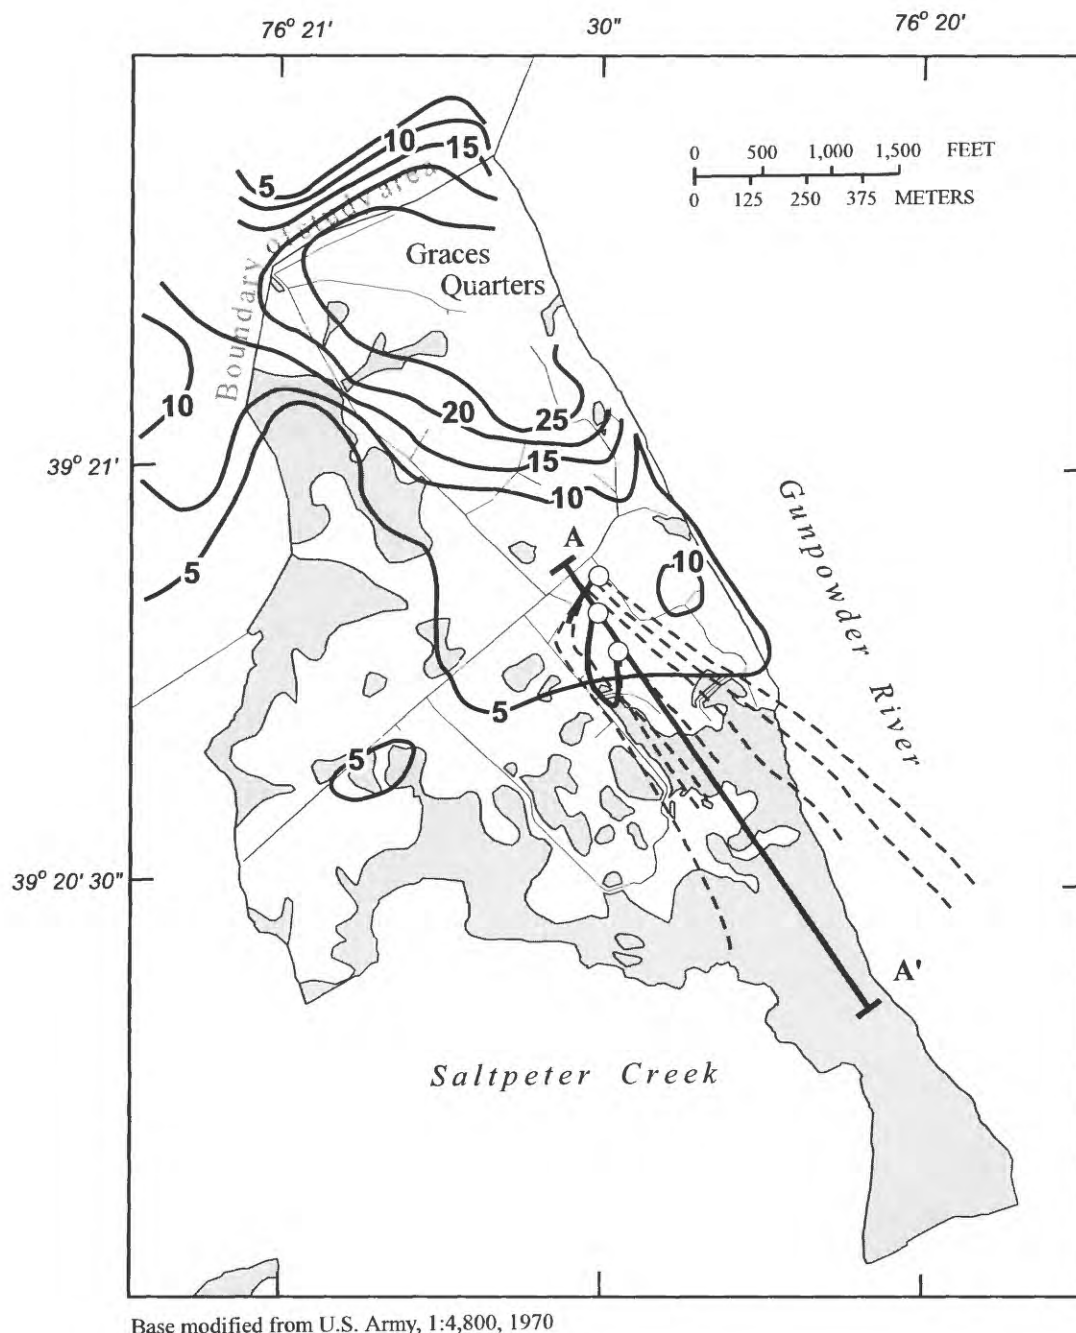 76° 21'
30"
76° 20'
0 500 1,000 1,500 FEET
0 125 250 375 METERS
10
15
5
Boundary of study area
Graces
Quarters
10
20
25
15
10
39° 21'
5
A
10
Gunpowder River
5
5
39° 20' 30"
A'
Saltpeter Creek
Base modified from U.S. Army, 1:4,800, 1970